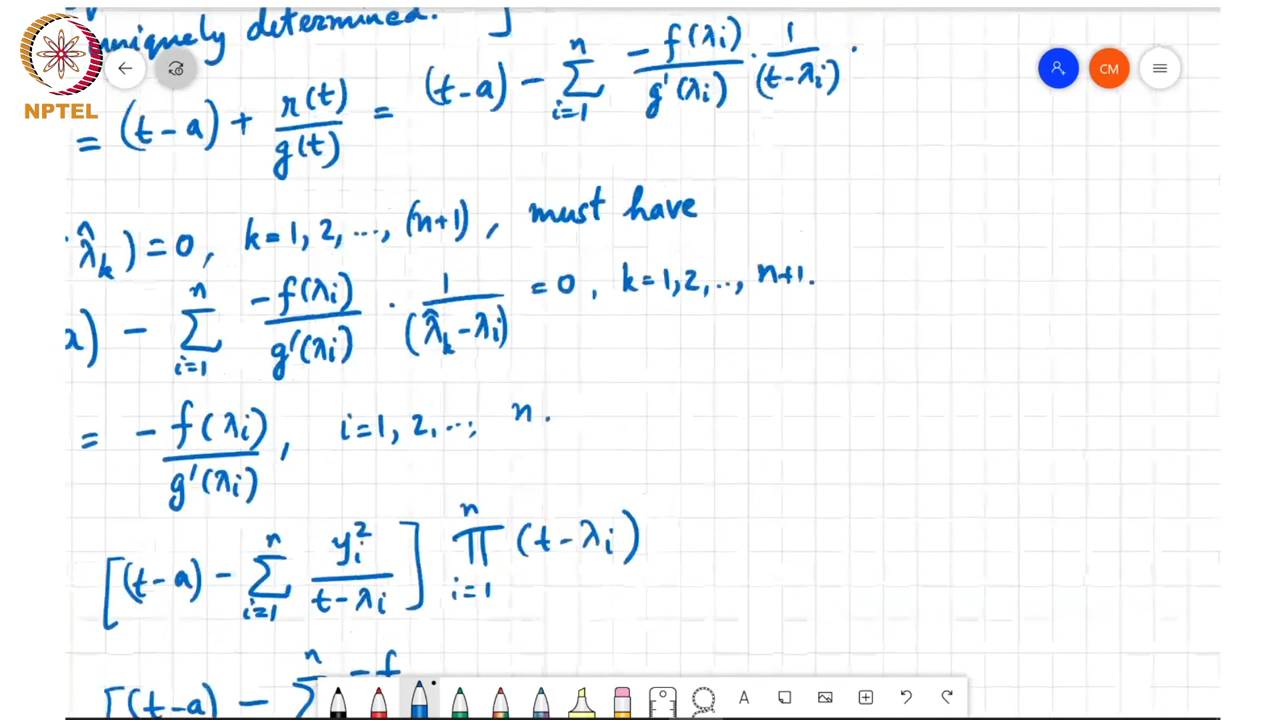 uniquely determined. ]
= (t-a) + r(t)/g(t) = (t-a) - Σ_{i=1}^{n} -f(λi)/g'(λi) · 1/(t-λi) .
λ̂k) = 0, k=1, 2, ..., (n+1), must have
a) - Σ_{i=1}^{n} -f(λi)/g'(λi) · 1/(λ̂k-λi) = 0, k=1,2,.., n+1.
= -f(λi)/g'(λi), i=1, 2, ..., n.
[(t-a) - Σ_{i=1}^{n} yi²/(t-λi)] Π_{i=1}^{n} (t-λi)
[(t-a) - Σ^{n} -f
NPTEL
CM
A